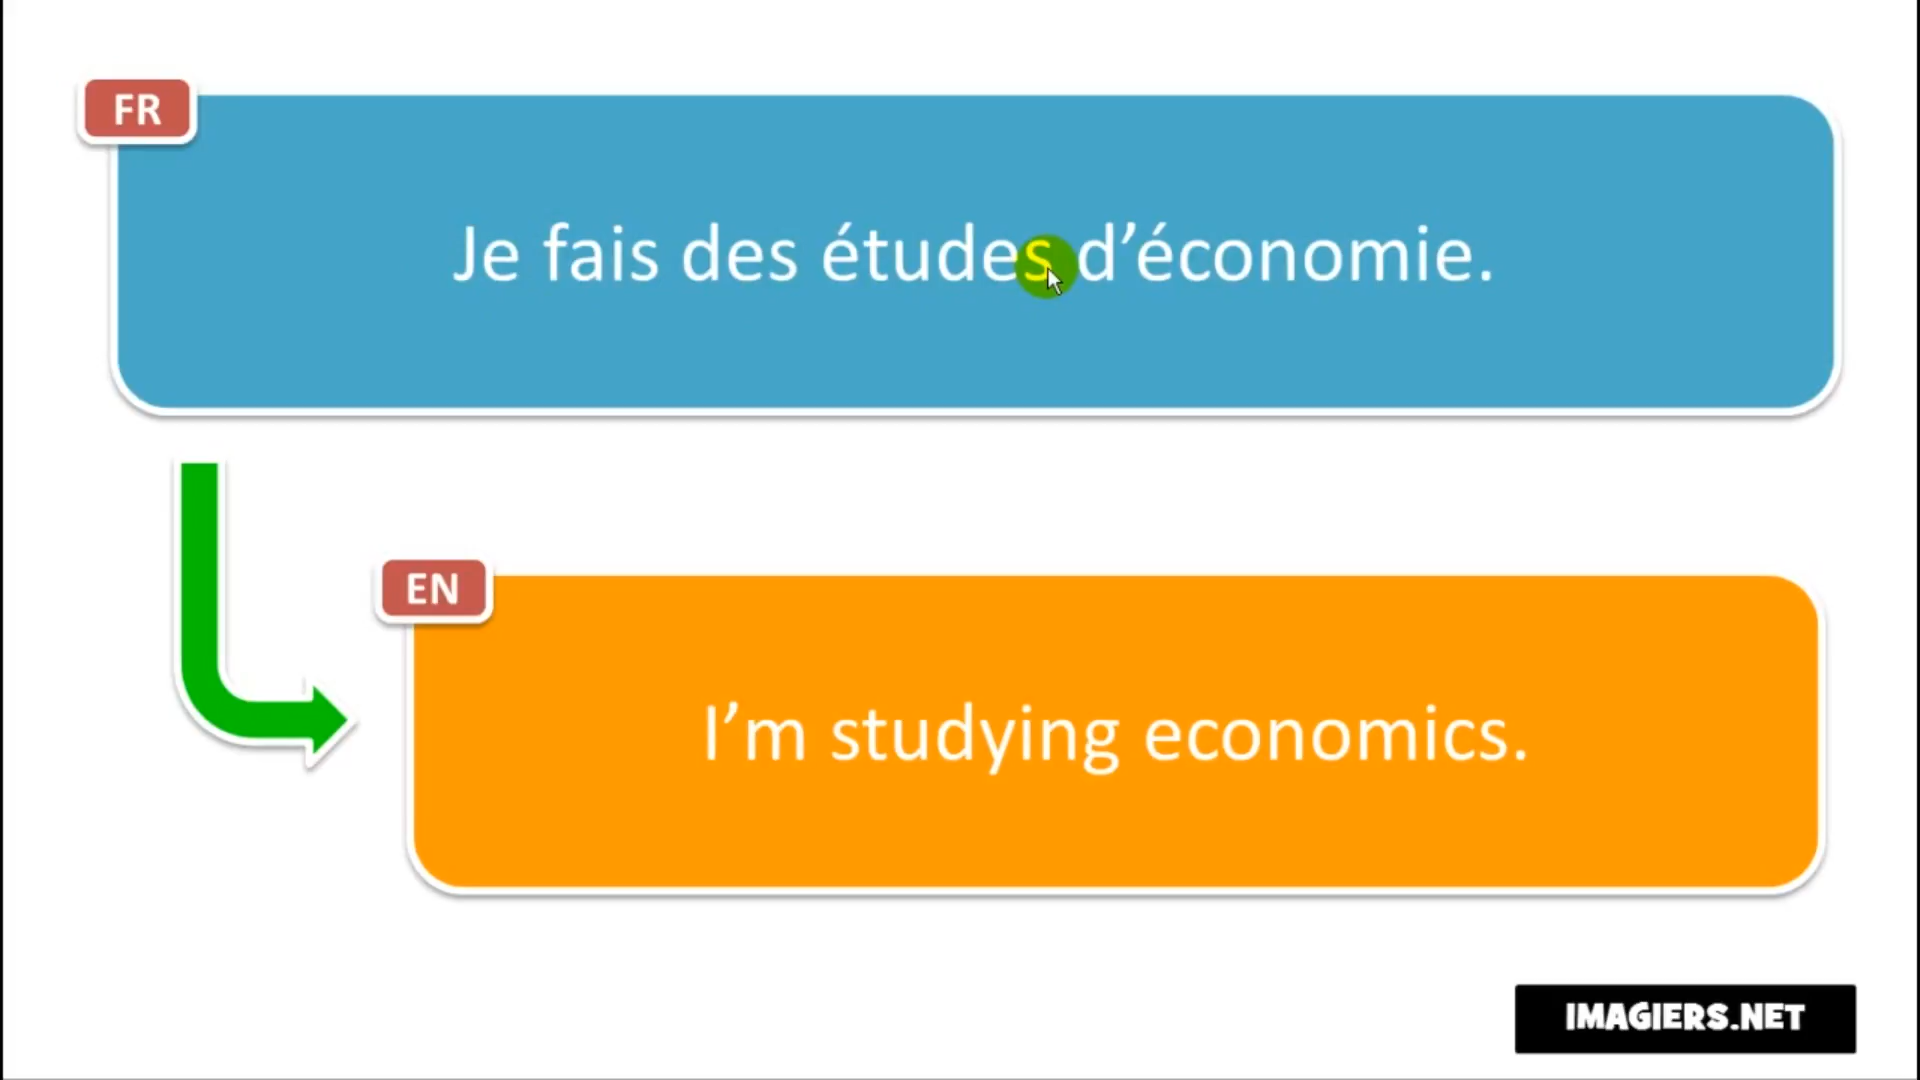 FR
Je fais des études d’économie.
EN
I’m studying economics.
IMAGIERS.NET